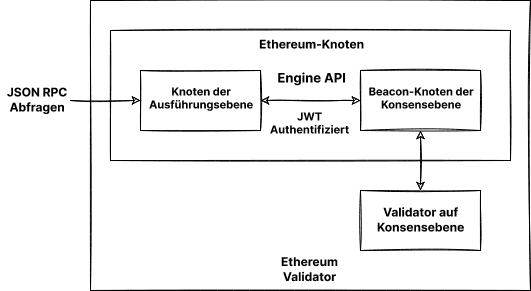 Ethereum-Knoten
JSON RPC
Abfragen
Knoten der
Ausführungsebene
Engine API
JWT
Authentifiziert
Beacon-Knoten der
Konsensebene
Validator auf
Konsensebene
Ethereum
Validator